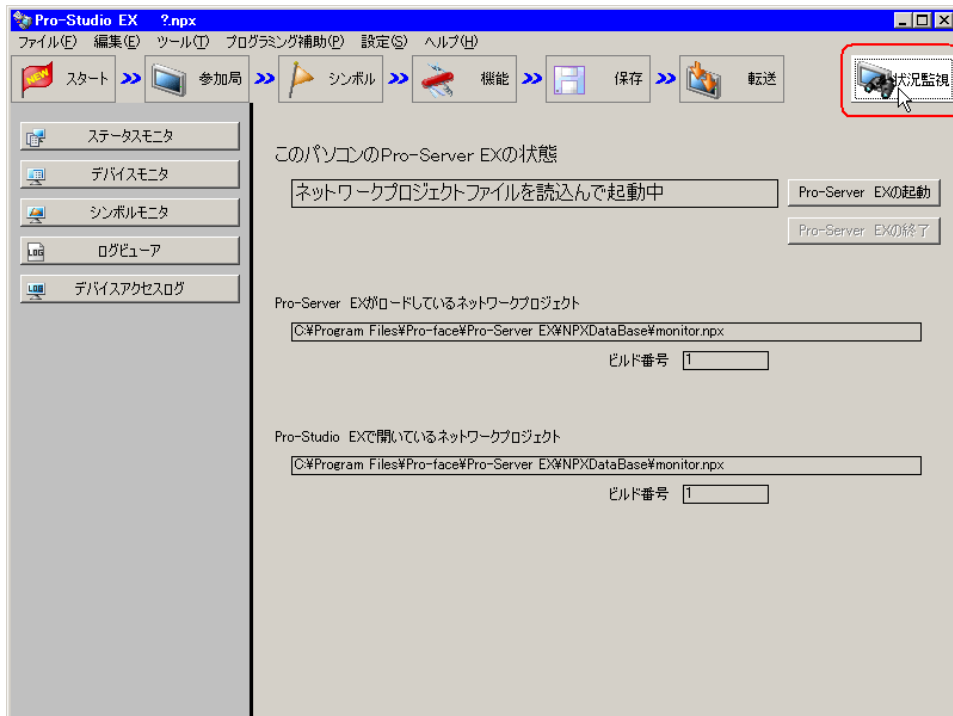 Pro-Studio EX ?.npx
ファイル(F) 編集(E) ツール(T) プログラミング補助(P) 設定(S) ヘルプ(H)
NEW スタート 参加局 シンボル 機能 保存 転送 状況監視
ステータスモニタ
デバイスモニタ
シンボルモニタ
LOG ログビューア
LOG デバイスアクセスログ
このパソコンのPro-Server EXの状態
ネットワークプロジェクトファイルを読込んで起動中
Pro-Server EXの起動
Pro-Server EXの終了
Pro-Server EXがロードしているネットワークプロジェクト
C:¥Program Files¥Pro-face¥Pro-Server EX¥NPXDataBase¥monitor.npx
ビルド番号 1
Pro-Studio EXで開いているネットワークプロジェクト
C:¥Program Files¥Pro-face¥Pro-Server EX¥NPXDataBase¥monitor.npx
ビルド番号 1